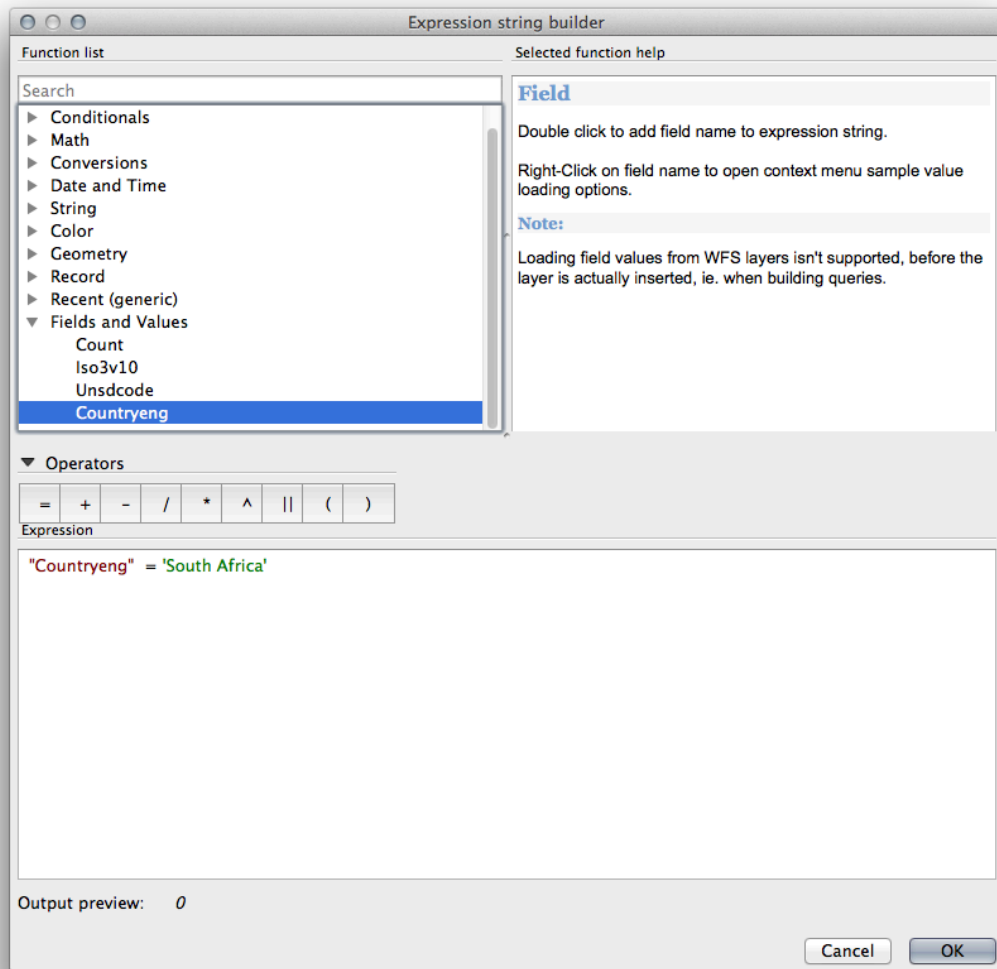 Expression string builder
Function list
Search
Conditionals
Math
Conversions
Date and Time
String
Color
Geometry
Record
Recent (generic)
Fields and Values
Count
Iso3v10
Unsdcode
Countryeng
Selected function help
Field
Double click to add field name to expression string.
Right-Click on field name to open context menu sample value
loading options.
Note:
Loading field values from WFS layers isn't supported, before the
layer is actually inserted, ie. when building queries.
Operators
= + - / * ^ || ( )
Expression
"Countryeng" = 'South Africa'
Output preview: 0
Cancel OK